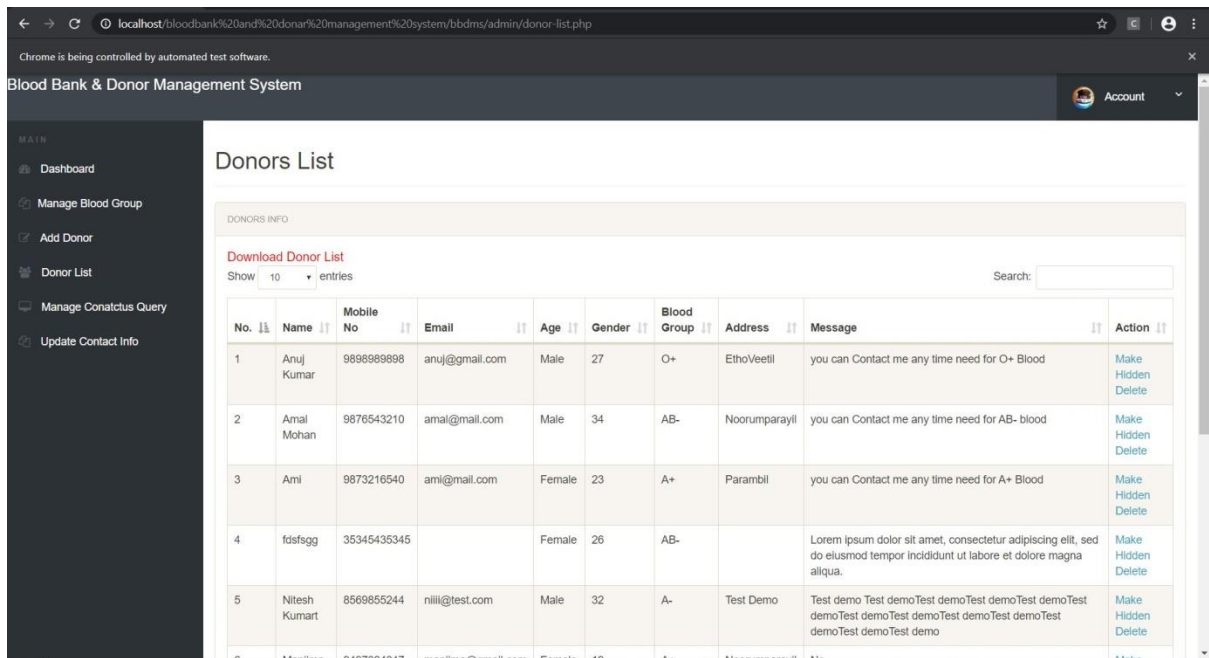 localhost/bloodbank%20and%20donar%20management%20system/bbdms/admin/donor-list.php
C
Chrome is being controlled by automated test software.
Blood Bank & Donor Management System
Account
MAIN
Dashboard
Manage Blood Group
Add Donor
Donor List
Manage Conatctus Query
Update Contact Info
Donors List
DONORS INFO
Download Donor List
Show 10 entries
Search:
No. Name Mobile No Email Age Gender Blood Group Address Message Action
1 Anuj Kumar 9898989898 anuj@gmail.com Male 27 O+ EthoVeetil you can Contact me any time need for O+ Blood Make Hidden Delete
2 Amal Mohan 9876543210 amal@mail.com Male 34 AB- Noorumparayil you can Contact me any time need for AB- blood Make Hidden Delete
3 Ami 9873216540 ami@mail.com Female 23 A+ Parambil you can Contact me any time need for A+ Blood Make Hidden Delete
4 fdsfsgg 35345435345 Female 26 AB- Lorem ipsum dolor sit amet, consectetur adipiscing elit, sed do eiusmod tempor incididunt ut labore et dolore magna aliqua. Make Hidden Delete
5 Nitesh Kumart 8569855244 niiii@test.com Male 32 A- Test Demo Test demo Test demoTest demoTest demoTest demoTest demoTest demoTest demoTest demoTest demoTest demoTest demoTest demo Make Hidden Delete